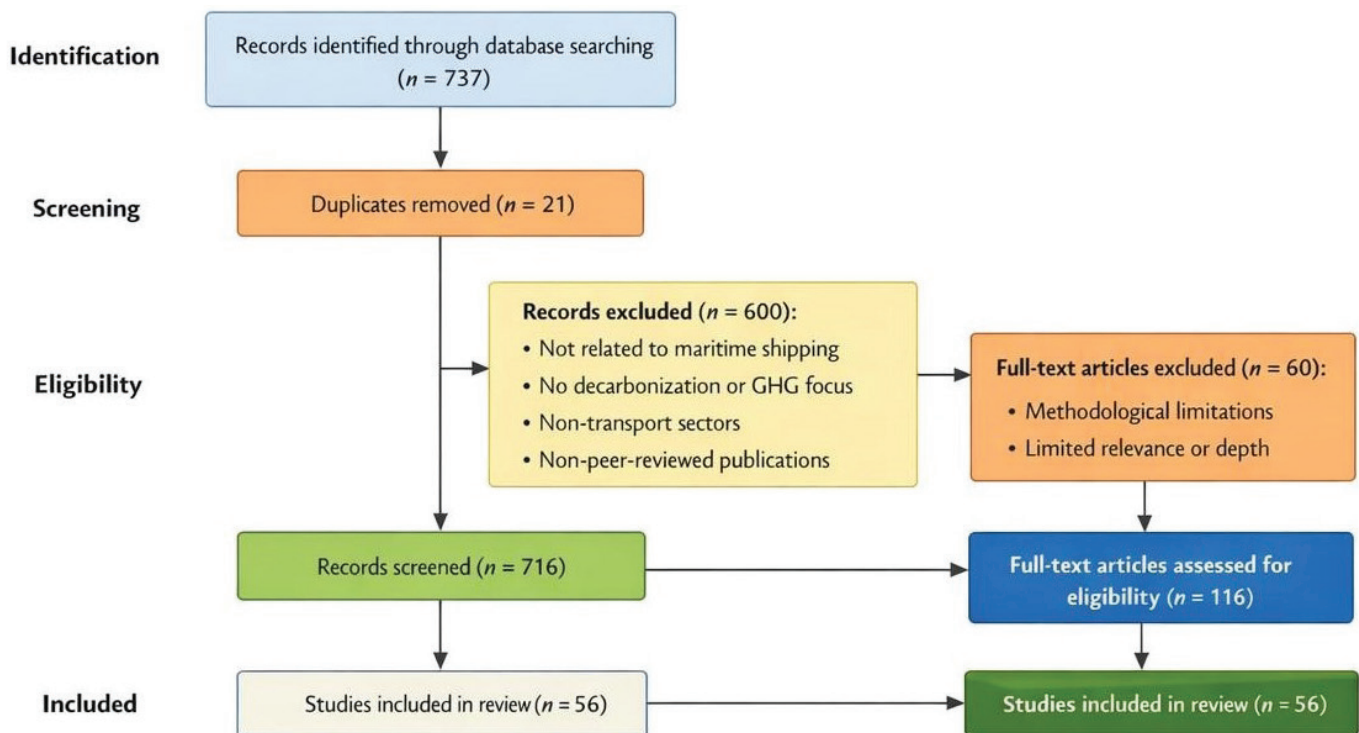 Identification
Records identified through database searching
(n = 737)
Screening
Duplicates removed (n = 21)
Eligibility
Records excluded (n = 600):
• Not related to maritime shipping
• No decarbonization or GHG focus
• Non-transport sectors
• Non-peer-reviewed publications
Full-text articles excluded (n = 60):
• Methodological limitations
• Limited relevance or depth
Records screened (n = 716)
Full-text articles assessed for
eligibility (n = 116)
Included
Studies included in review (n = 56)
Studies included in review (n = 56)